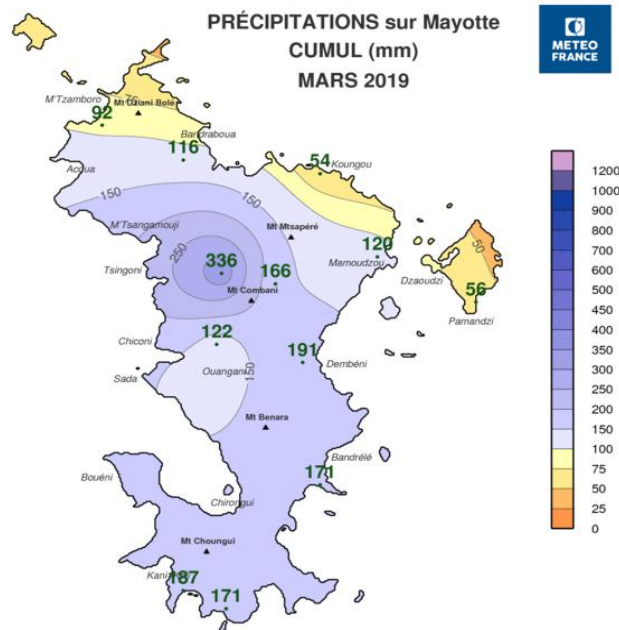 PRÉCIPITATIONS sur Mayotte
CUMUL (mm)
MARS 2019
METEO
FRANCE
M'Tzamboro
75
Mt Dziani Bolé
92
Bandraboua
116
Acoua
54
Koungou
150
150
M'Tsangamouji
Mt Mtsapéré
50
250
120
336
Mamoudzou
Tsingoni
166
Dzaoudzi
56
Mt Combani
Pamandzi
122
Chiconi
191
Dembéni
Ouangani
150
Sada
Mt Benara
Bandrélé
Bouéni
171
Chirongui
Mt Choungui
187
171
1200
1000
900
800
700
600
500
450
400
350
300
250
200
150
100
75
50
25
0